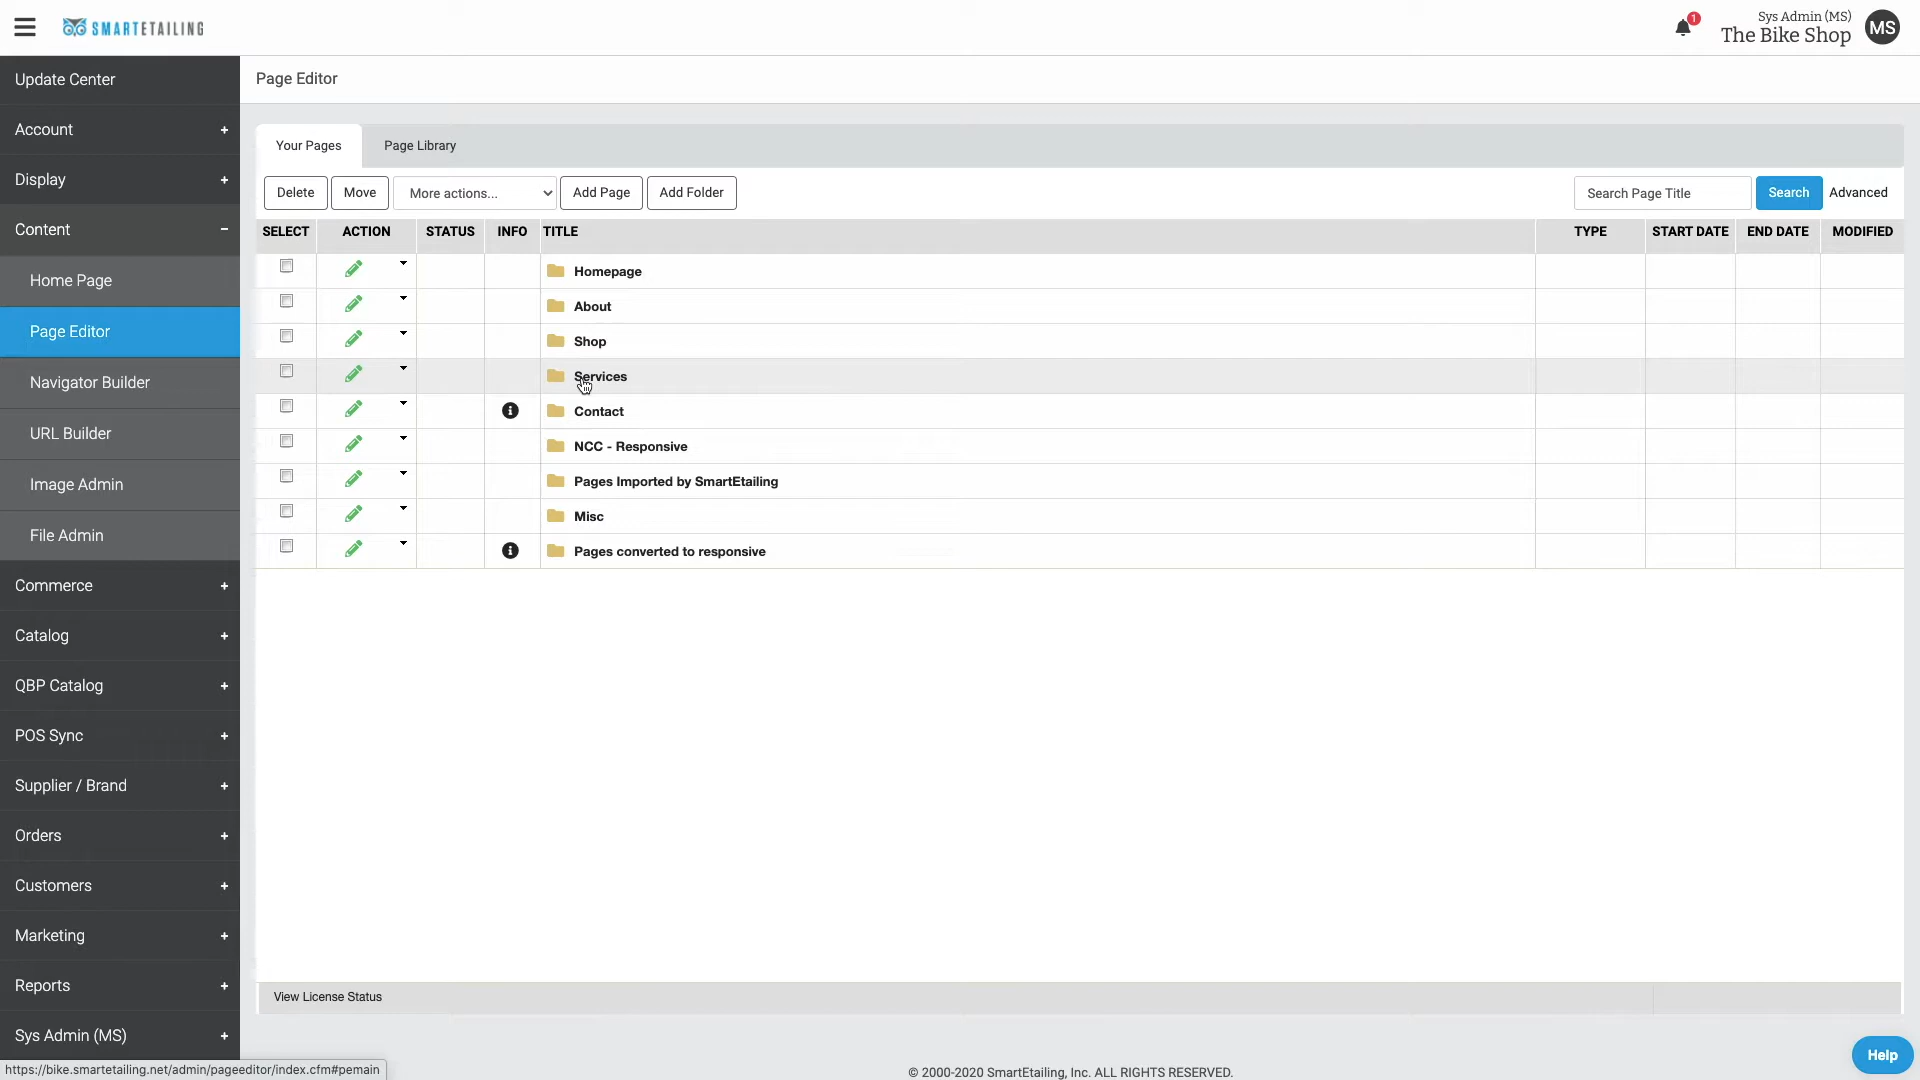 SMARTETAILING
1
Sys Admin (MS)
The Bike Shop
MS
Update Center
Account +
Display +
Content −
Home Page
Page Editor
Navigator Builder
URL Builder
Image Admin
File Admin
Commerce +
Catalog +
QBP Catalog +
POS Sync +
Supplier / Brand +
Orders +
Customers +
Marketing +
Reports +
Sys Admin (MS) +
https://bike.smartetailing.net/admin/pageeditor/index.cfm#pemain
Page Editor
Your Pages Page Library
Delete Move More actions... Add Page Add Folder Search Page Title Search Advanced
SELECT ACTION STATUS INFO TITLE TYPE START DATE END DATE MODIFIED
Homepage
About
Shop
Services
Contact
NCC - Responsive
Pages Imported by SmartEtailing
Misc
Pages converted to responsive
View License Status
Help
© 2000-2020 SmartEtailing, Inc. ALL RIGHTS RESERVED.